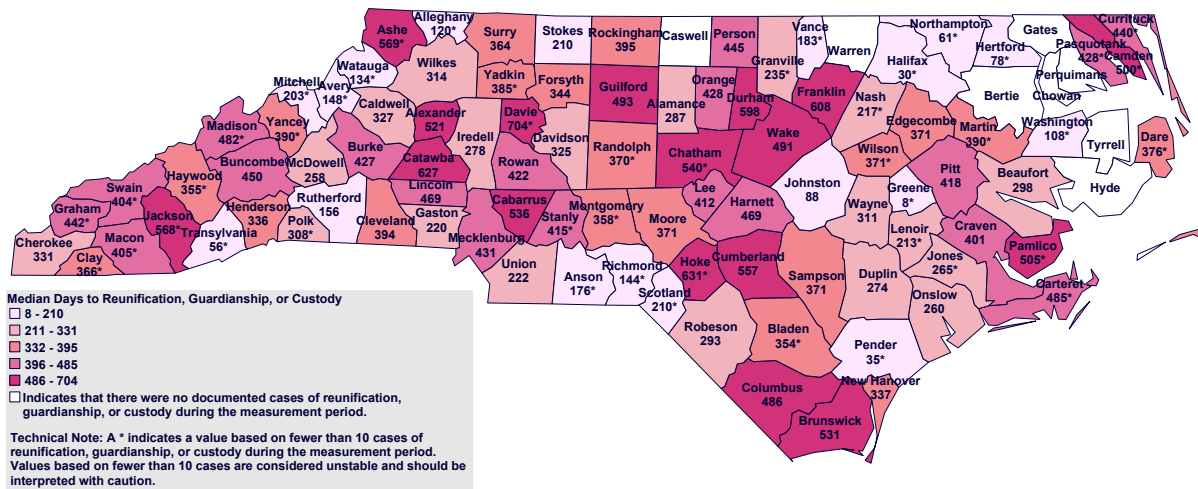 Alleghany
120*
Ashe
569*
Surry
364
Stokes
210
Rockingham
395
Caswell
Person
445
Vance
183*
Granville
235*
Warren
Northampton
61*
Gates
Hertford
78*
Currituck
440*
Pasquotank
428*
Camden
500*
Perquimans
Chowan
Bertie
Halifax
30*
Watauga
134*
Wilkes
314
Yadkin
385*
Forsyth
344
Guilford
493
Alamance
287
Orange
428
Durham
598
Franklin
608
Nash
217*
Edgecombe
371
Martin
390*
Washington
108*
Tyrrell
Dare
376*
Mitchell
203*
Avery
148*
Caldwell
327
Alexander
521
Iredell
278
Davie
704*
Davidson
325
Randolph
370*
Chatham
540*
Wake
491
Wilson
371*
Pitt
418
Beaufort
298
Hyde
Yancey
390*
Madison
482*
Buncombe
450
McDowell
258
Burke
427
Catawba
627
Lincoln
469
Rowan
422
Haywood
355*
Swain
404*
Graham
442
Jackson
568*
Cherokee
331
Clay
366*
Macon
405*
Transylvania
56*
Henderson
336
Polk
308*
Rutherford
156
Cleveland
394
Gaston
220
Mecklenburg
431
Cabarrus
536
Stanly
415*
Montgomery
358*
Moore
371
Lee
412
Harnett
469
Johnston
88
Wayne
311
Greene
8*
Lenoir
213*
Craven
401
Pamlico
505*
Jones
265*
Carteret
485*
Union
222
Anson
176*
Richmond
144*
Scotland
210*
Hoke
631*
Cumberland
557
Sampson
371
Duplin
274
Onslow
260
Robeson
293
Bladen
354*
Pender
35*
New Hanover
337
Columbus
486
Brunswick
531
Median Days to Reunification, Guardianship, or Custody
8 - 210
211 - 331
332 - 395
396 - 485
486 - 704
Indicates that there were no documented cases of reunification,
guardianship, or custody during the measurement period.
Technical Note: A * indicates a value based on fewer than 10 cases of
reunification, guardianship, or custody during the measurement period.
Values based on fewer than 10 cases are considered unstable and should be
interpreted with caution.